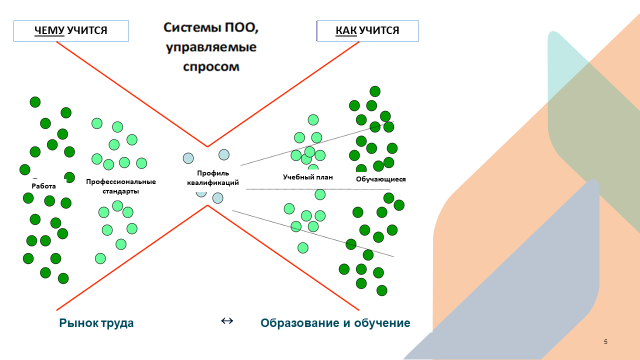 ЧЕМУ УЧИТСЯ
Системы ПОО,
управляемые
спросом
КАК УЧИТСЯ
Работа
Профессиональные
стандарты
Профиль
квалификаций
Учебный план
Обучающиеся
Рынок труда
↔
Образование и обучение
5